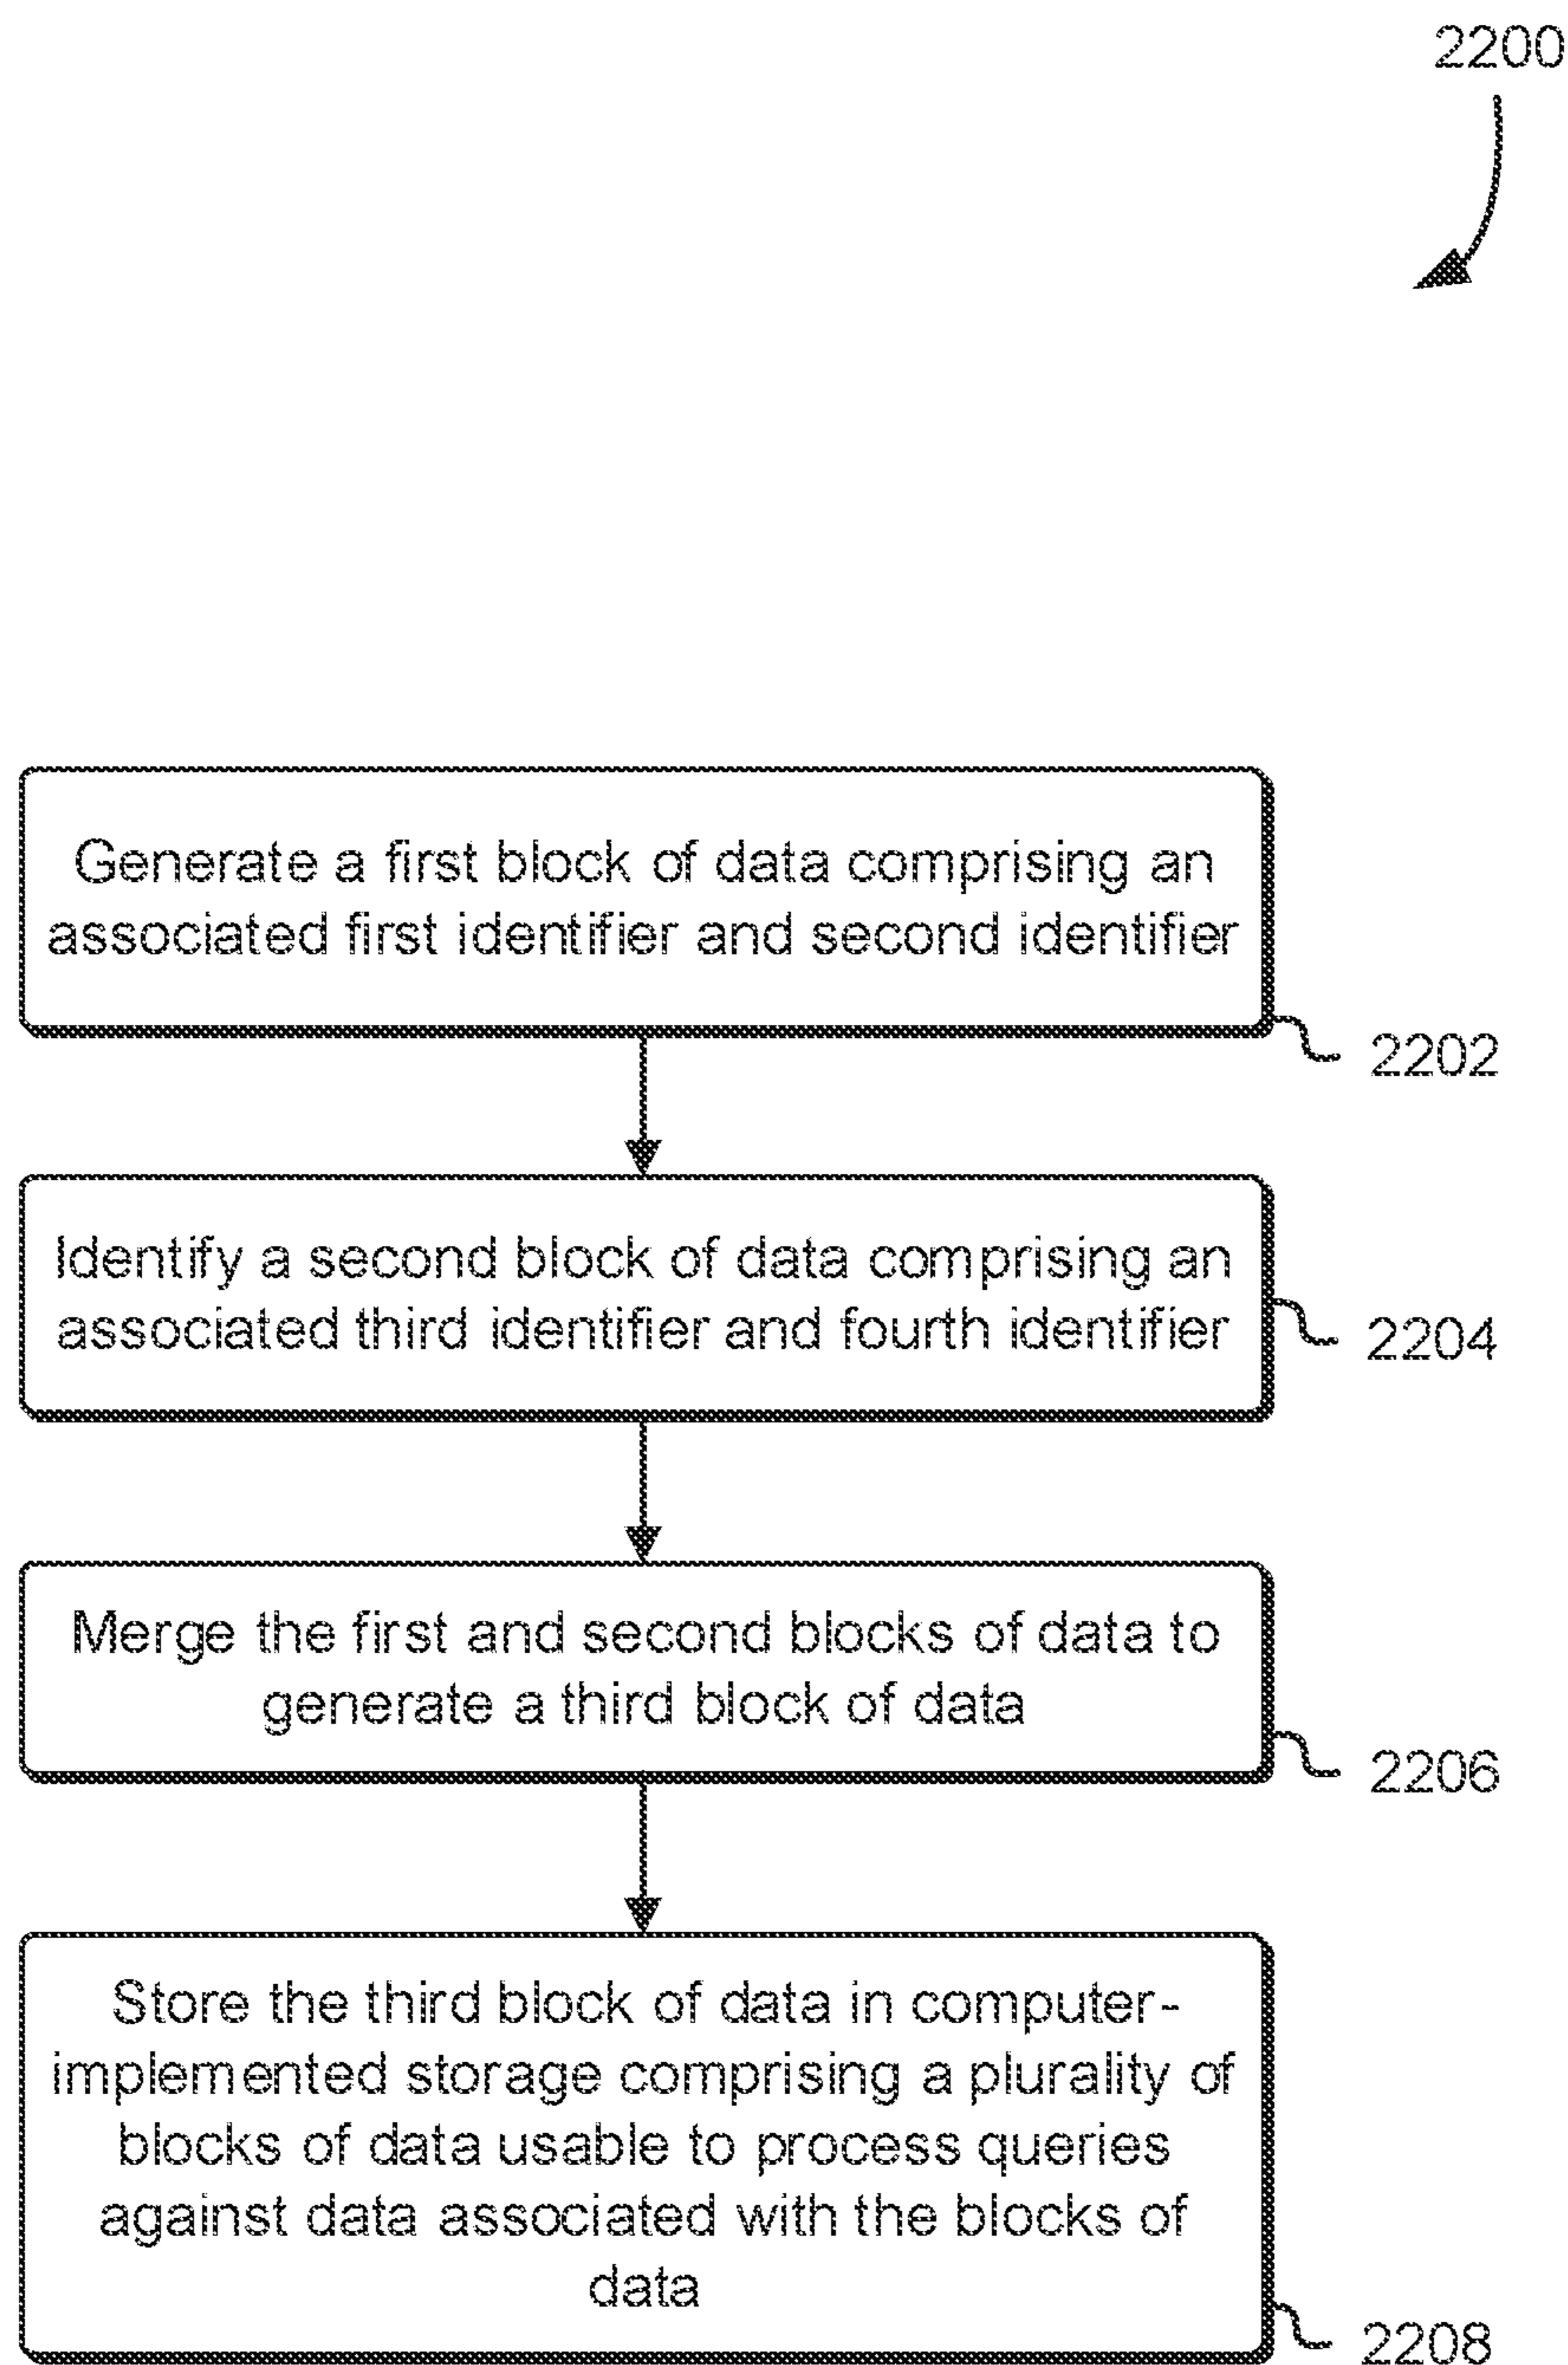 2200
Generate a first block of data comprising an
associated first identifier and second identifier
2202
Identify a second block of data comprising an
associated third identifier and fourth identifier
2204
Merge the first and second blocks of data to
generate a third block of data
2206
Store the third block of data in computer-
implemented storage comprising a plurality of
blocks of data usable to process queries
against data associated with the blocks of
data
2208